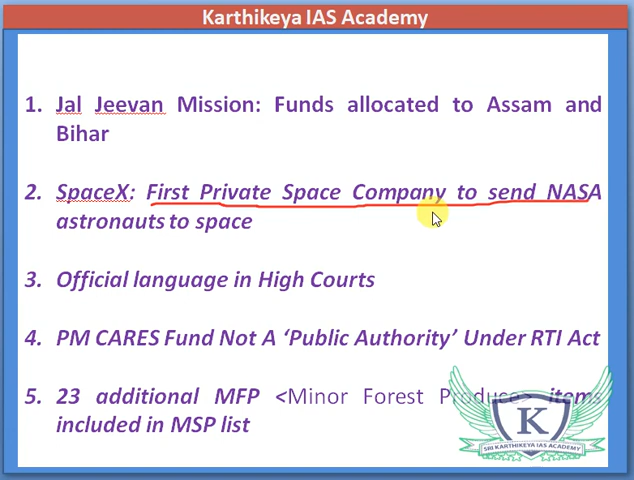 Karthikeya IAS Academy
1. Jal Jeevan Mission: Funds allocated to Assam and
Bihar
2. SpaceX: First Private Space Company to send NASA
astronauts to space
3. Official language in High Courts
4. PM CARES Fund Not A ‘Public Authority’ Under RTI Act
5. 23 additional MFP <Minor Forest Produce> items
included in MSP list
K
SRI KARTHIKEYA IAS ACADEMY